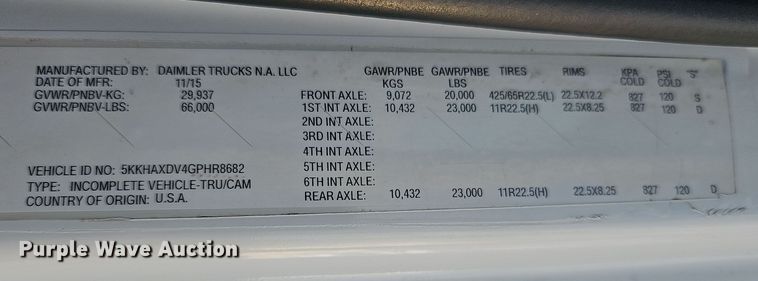 MANUFACTURED BY: DAIMLER TRUCKS N.A. LLC GAWR/PNBE GAWR/PNBE TIRES RIMS KPA PSI "S"
DATE OF MFR: 11/15 KGS LBS COLD COLD
GVWR/PNBV-KG: 29,937 FRONT AXLE: 9,072 20,000 425/65R22.5(L) 22.5X12.2 827 120 S
GVWR/PNBV-LBS: 66,000 1ST INT AXLE: 10,432 23,000 11R22.5(H) 22.5X8.25 827 120 D
2ND INT AXLE:
3RD INT AXLE:
4TH INT AXLE:
VEHICLE ID NO: 5KKHAXDV4GPHR8682 5TH INT AXLE:
TYPE: INCOMPLETE VEHICLE-TRU/CAM 6TH INT AXLE:
COUNTRY OF ORIGIN: U.S.A. REAR AXLE: 10,432 23,000 11R22.5(H) 22.5X8.25 827 120 D
Purple Wave Auction